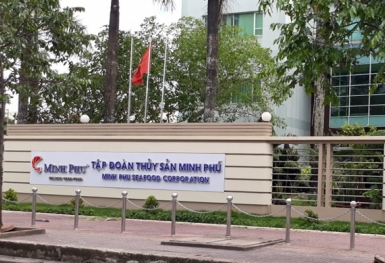 MINH PHU
TẬP ĐOÀN THỦY SẢN MINH PHÚ
MINH PHU SEAFOOD CORPORATION